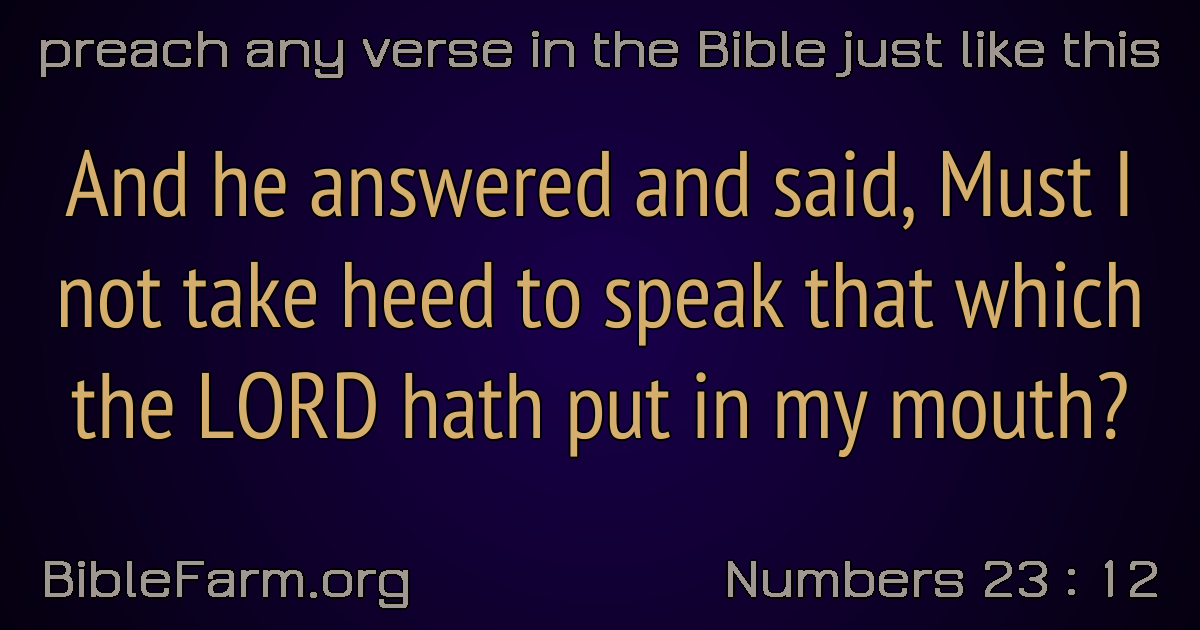 preach any verse in the Bible just like this
And he answered and said, Must I
not take heed to speak that which
the LORD hath put in my mouth?
BibleFarm.org
Numbers 23 : 12